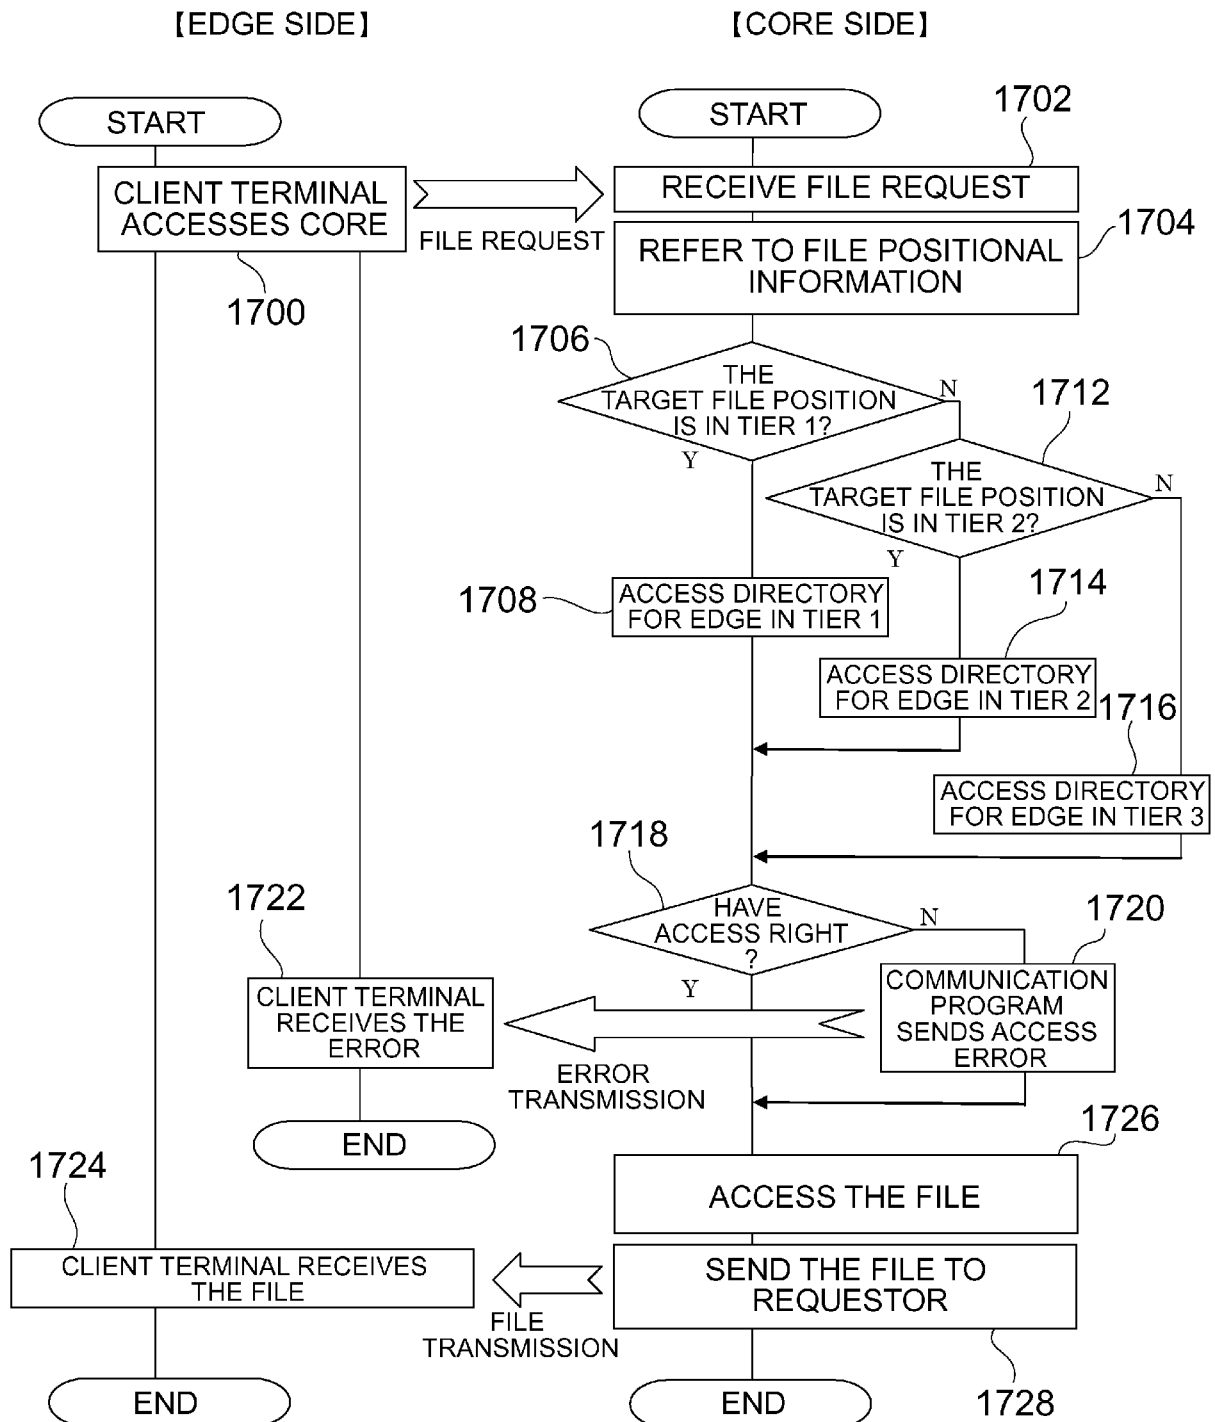 【EDGE SIDE】
【CORE SIDE】
START
START
1702
CLIENT TERMINAL
ACCESSES CORE
RECEIVE FILE REQUEST
FILE REQUEST
1704
REFER TO FILE POSITIONAL
INFORMATION
1700
1706
THE
TARGET FILE POSITION
IS IN TIER 1?
N
Y
1712
THE
TARGET FILE POSITION
IS IN TIER 2?
N
Y
1708
ACCESS DIRECTORY
FOR EDGE IN TIER 1
1714
ACCESS DIRECTORY
FOR EDGE IN TIER 2
1716
ACCESS DIRECTORY
FOR EDGE IN TIER 3
1718
HAVE
ACCESS RIGHT
?
N
Y
1720
COMMUNICATION
PROGRAM
SENDS ACCESS
ERROR
1722
CLIENT TERMINAL
RECEIVES THE
ERROR
ERROR
TRANSMISSION
END
1726
ACCESS THE FILE
1724
CLIENT TERMINAL RECEIVES
THE FILE
SEND THE FILE TO
REQUESTOR
FILE
TRANSMISSION
1728
END
END